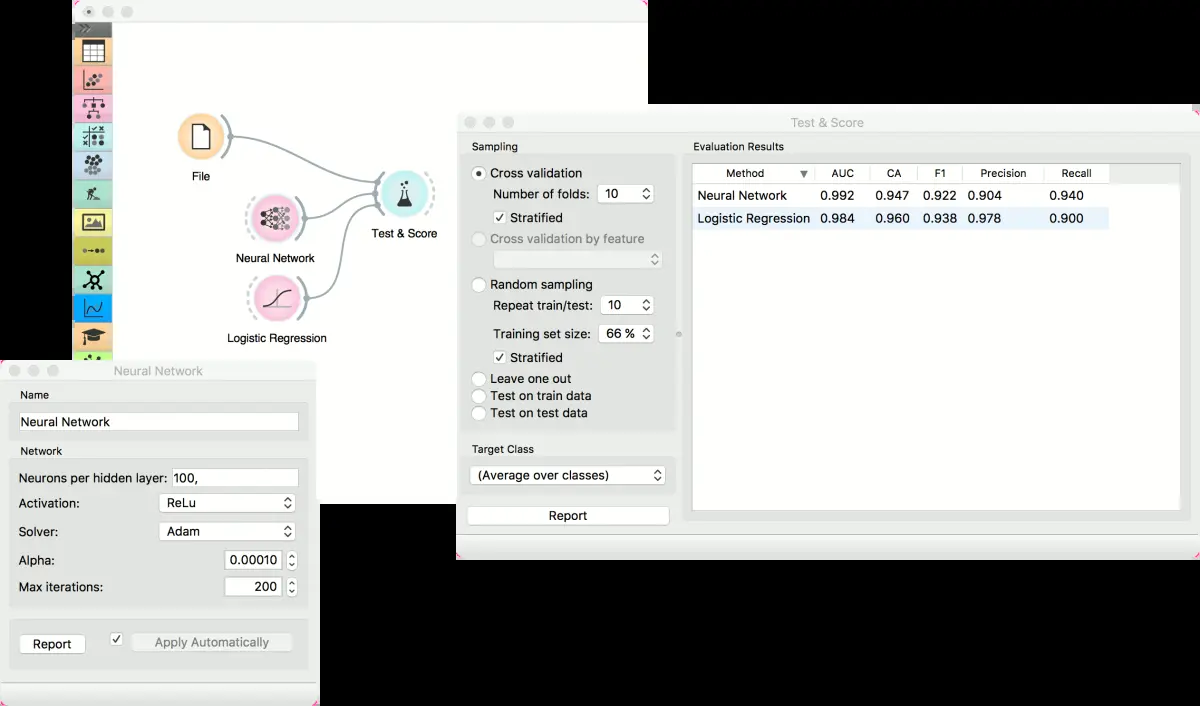 File
Neural Network
Logistic Regression
Test & Score
Test & Score
Sampling
Cross validation
Number of folds: 10
Stratified
Cross validation by feature
Random sampling
Repeat train/test: 10
Training set size: 66 %
Stratified
Leave one out
Test on train data
Test on test data
Target Class
(Average over classes)
Report
Evaluation Results
Method AUC CA F1 Precision Recall
Neural Network 0.992 0.947 0.922 0.904 0.940
Logistic Regression 0.984 0.960 0.938 0.978 0.900
Neural Network
Name
Neural Network
Network
Neurons per hidden layer: 100,
Activation: ReLu
Solver: Adam
Alpha: 0.00010
Max iterations: 200
Report Apply Automatically